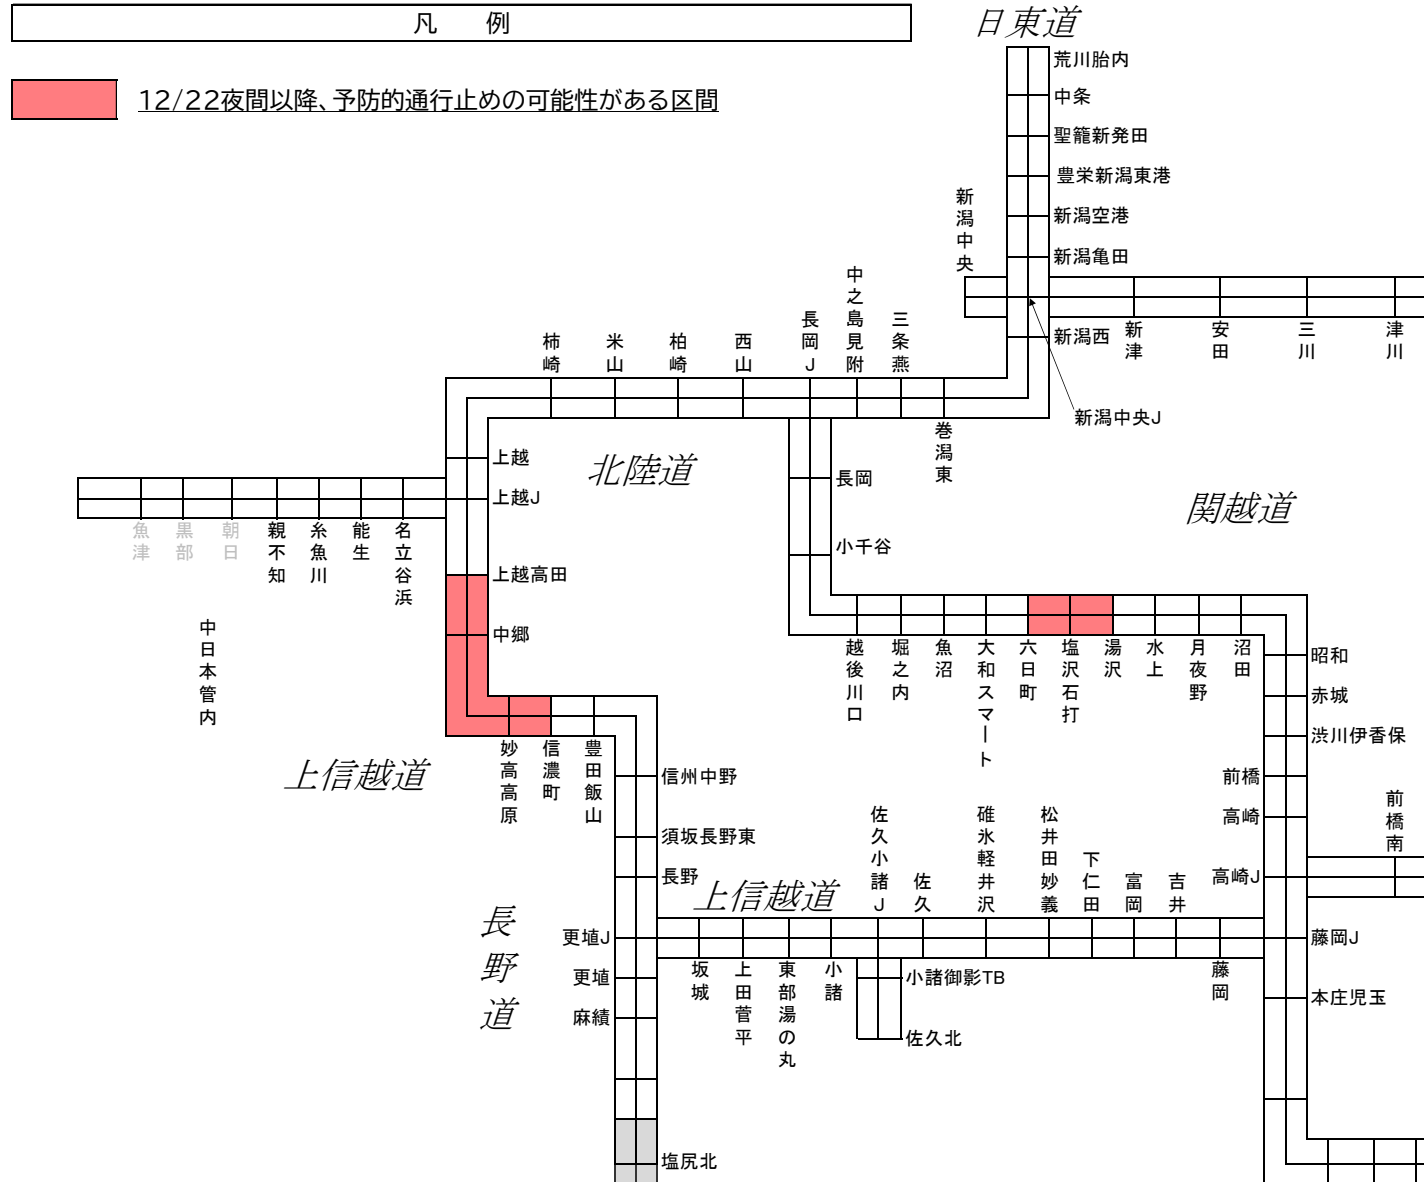 凡　例
12/22夜間以降、予防的通行止めの可能性がある区間
日東道
荒川胎内
中条
聖籠新発田
豊栄新潟東港
新潟空港
新潟亀田
新潟中央
新潟西
新津
安田
三川
津川
新潟中央J
柿崎
米山
柏崎
西山
長岡J
中之島見附
三条燕
巻潟東
北陸道
関越道
上越
上越J
魚津
黒部
朝日
親不知
糸魚川
能生
名立谷浜
中日本管内
長岡
小千谷
上越高田
中郷
越後川口
堀之内
魚沼
大和スマート
六日町
塩沢石打
湯沢
水上
月夜野
沼田
昭和
赤城
渋川伊香保
前橋
高崎
高崎J
前橋南
上信越道
妙高高原
信濃町
豊田飯山
信州中野
須坂長野東
長野
上信越道
佐久小諸J
佐久
碓氷軽井沢
松井田妙義
下仁田
富岡
吉井
長野道
更埴J
更埴
麻績
坂城
上田菅平
東部湯の丸
小諸
小諸御影TB
佐久北
藤岡
藤岡J
本庄児玉
塩尻北